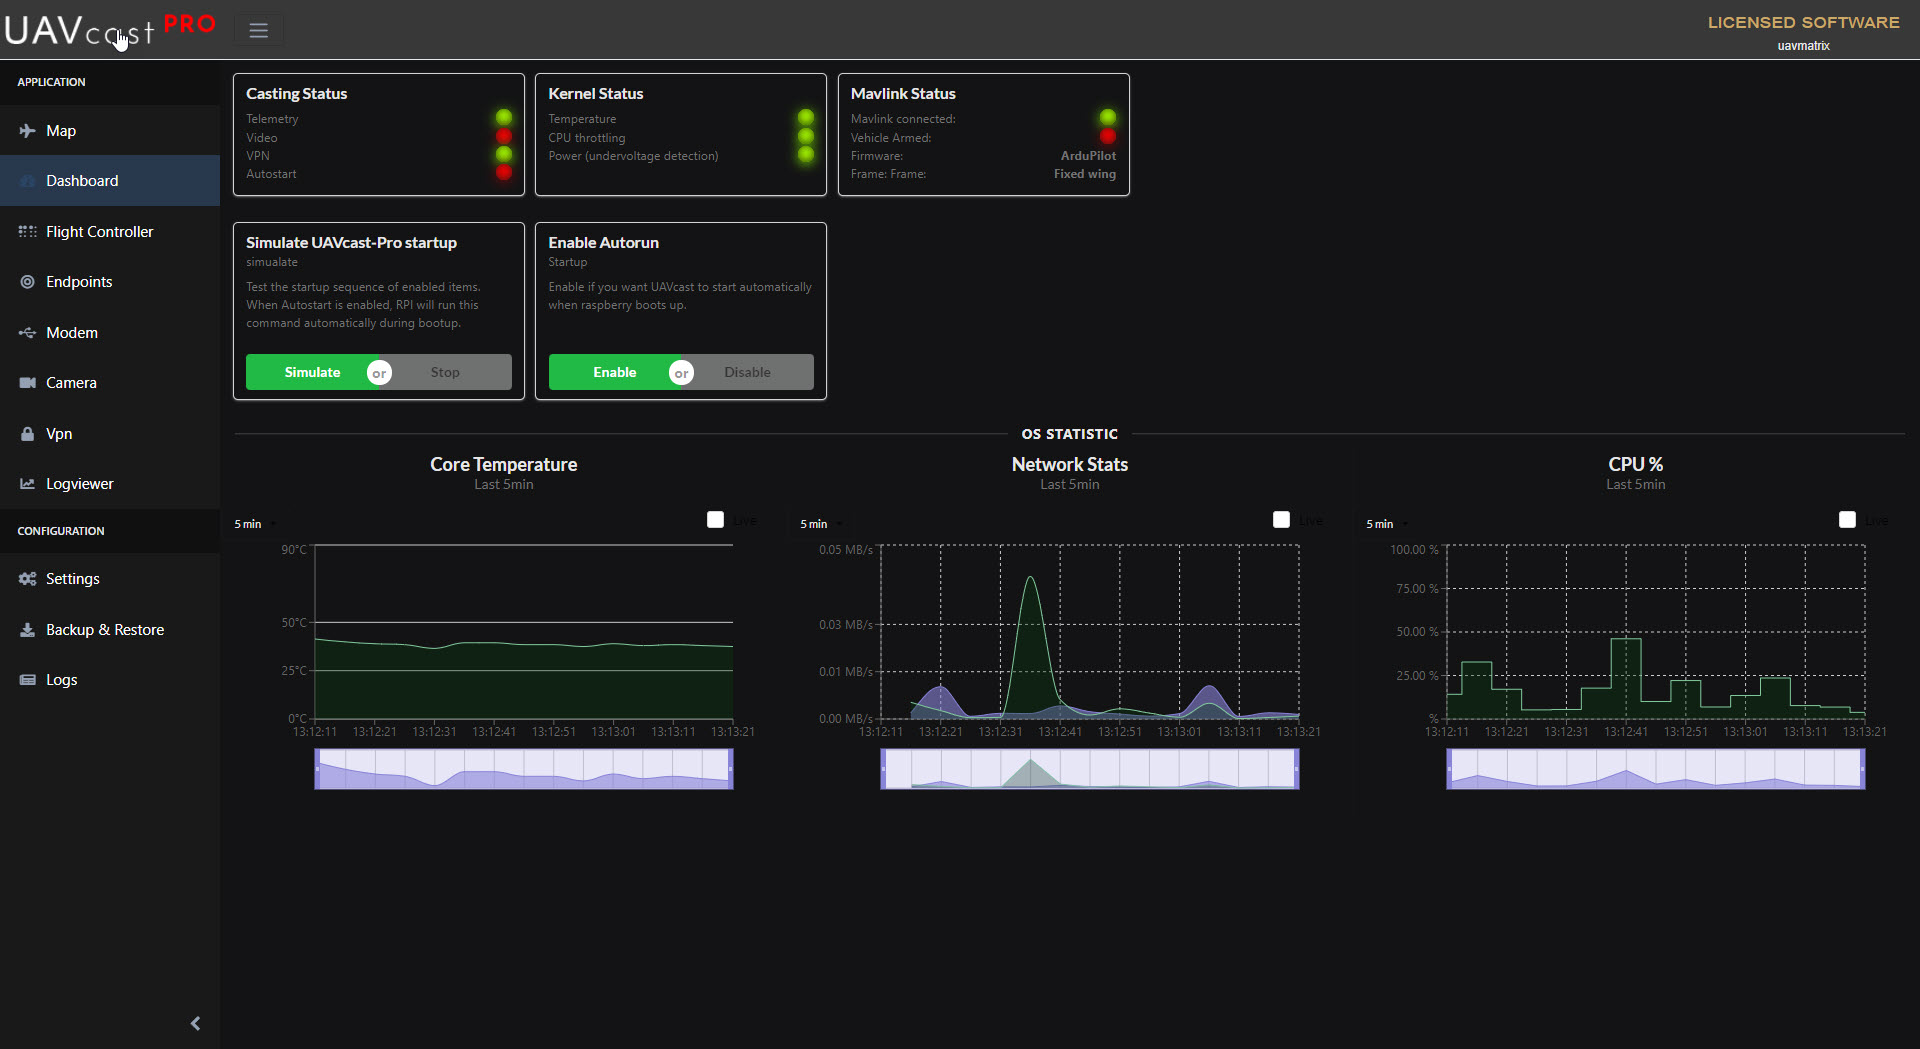 UAVcast PRO
LICENSED SOFTWARE
uavmatrix
APPLICATION
Map
Dashboard
Flight Controller
Endpoints
Modem
Camera
Vpn
Logviewer
CONFIGURATION
Settings
Backup & Restore
Logs
Casting Status
Telemetry
Video
VPN
Autostart
Kernel Status
Temperature
CPU throttling
Power (undervoltage detection)
Mavlink Status
Mavlink connected:
Vehicle Armed:
Firmware: ArduPilot
Frame: Frame: Fixed wing
Simulate UAVcast-Pro startup
simualate
Test the startup sequence of enabled items.
When Autostart is enabled, RPI will run this
command automatically during bootup.
Simulate or Stop
Enable Autorun
Startup
Enable if you want UAVcast to start automatically
when raspberry boots up.
Enable or Disable
OS STATISTIC
Core Temperature
Last 5min
5 min Live
90°C
50°C
25°C
0°C
13:12:11 13:12:21 13:12:31 13:12:41 13:12:51 13:13:01 13:13:11 13:13:21
Network Stats
Last 5min
5 min Live
0.05 MB/s
0.03 MB/s
0.01 MB/s
0.00 MB/s
13:12:11 13:12:21 13:12:31 13:12:41 13:12:51 13:13:01 13:13:11 13:13:21
CPU %
Last 5min
5 min Live
100.00 %
75.00 %
50.00 %
25.00 %
%
13:12:11 13:12:21 13:12:31 13:12:41 13:12:51 13:13:01 13:13:11 13:13:21